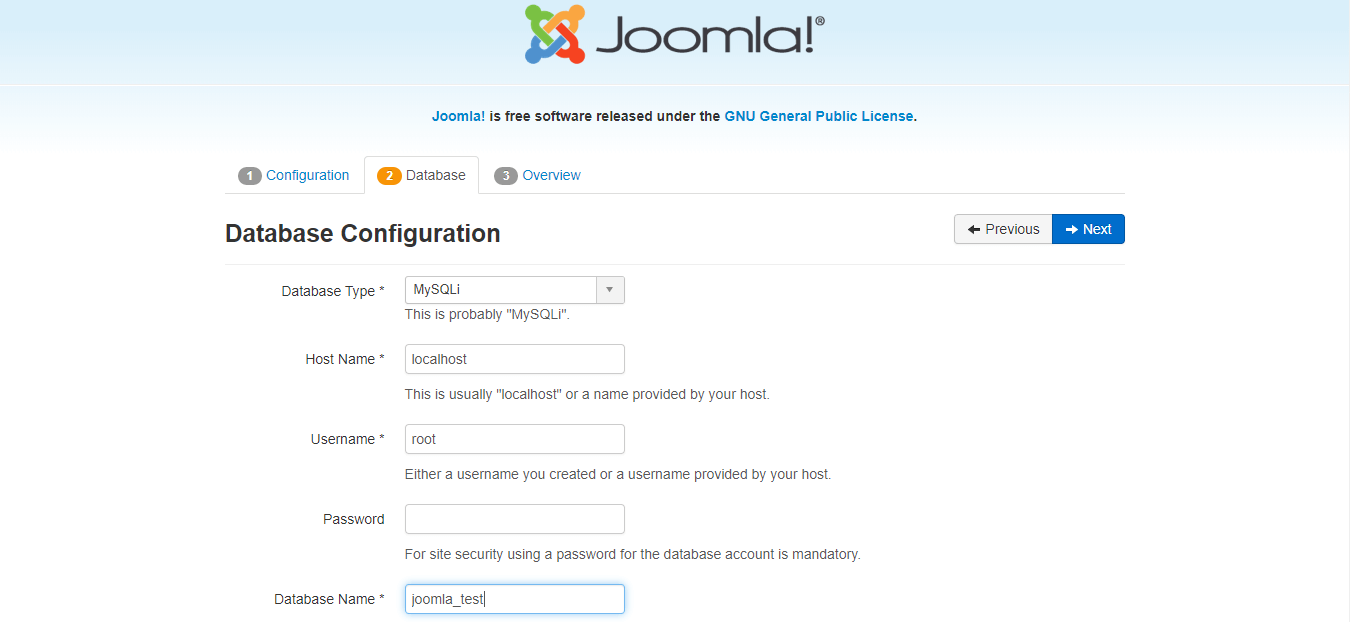 Joomla!®
Joomla! is free software released under the GNU General Public License.
1 Configuration 2 Database 3 Overview
Database Configuration
Previous Next
Database Type * MySQLi
This is probably "MySQLi".
Host Name * localhost
This is usually "localhost" or a name provided by your host.
Username * root
Either a username you created or a username provided by your host.
Password
For site security using a password for the database account is mandatory.
Database Name * joomla_test